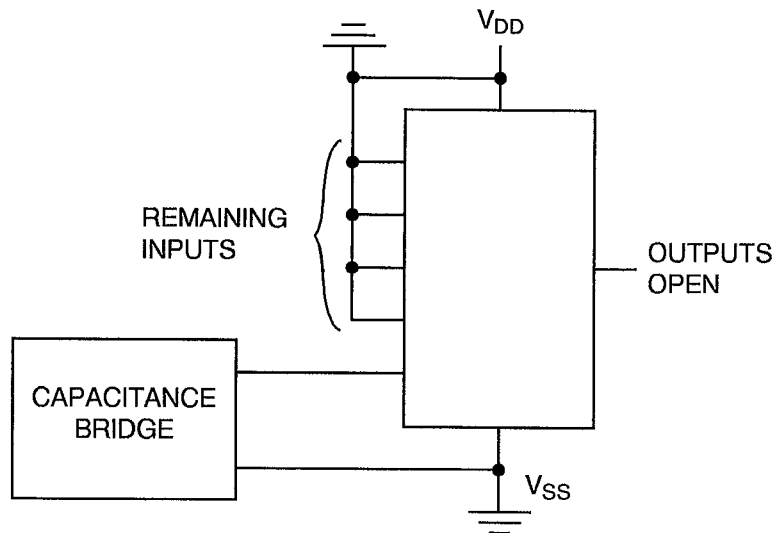 VDD
REMAINING
INPUTS
OUTPUTS
OPEN
CAPACITANCE
BRIDGE
VSS